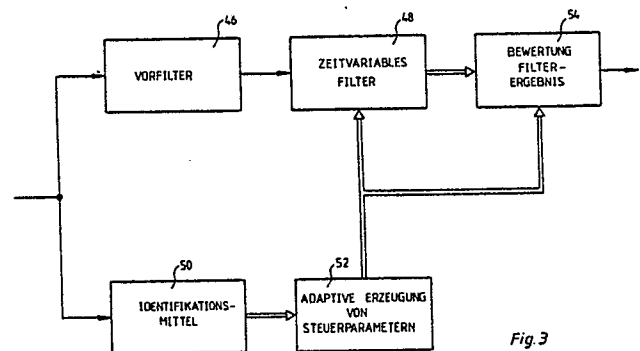 46
VORFILTER
48
ZEITVARIABLES
FILTER
54
BEWERTUNG
FILTER-
ERGEBNIS
50
IDENTIFIKATIONS-
MITTEL
52
ADAPTIVE ERZEUGUNG
VON
STEUERPARAMETERN
Fig.3